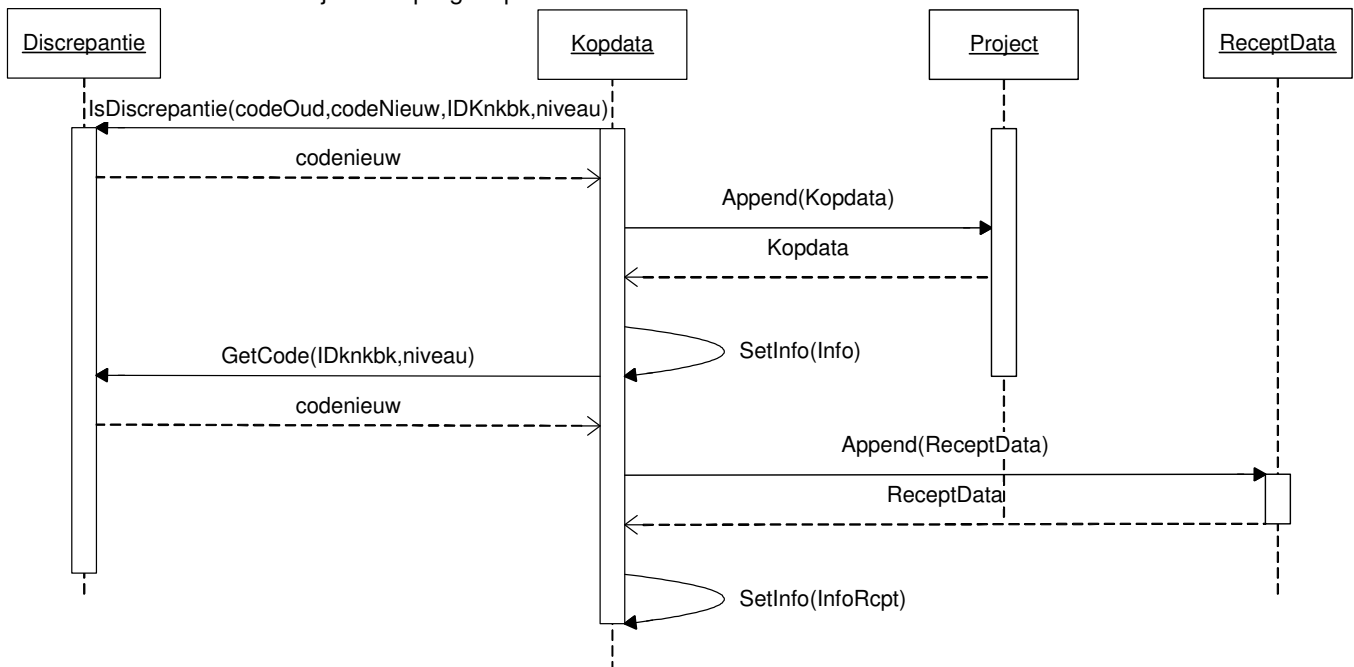 Discrepantie
Kopdata
Project
ReceptData
IsDiscrepantie(codeOud,codeNieuw,IDKnkbk,niveau)
codenieuw
Append(Kopdata)
Kopdata
SetInfo(Info)
GetCode(IDknkbk,niveau)
codenieuw
Append(ReceptData)
ReceptData
SetInfo(InfoRcpt)